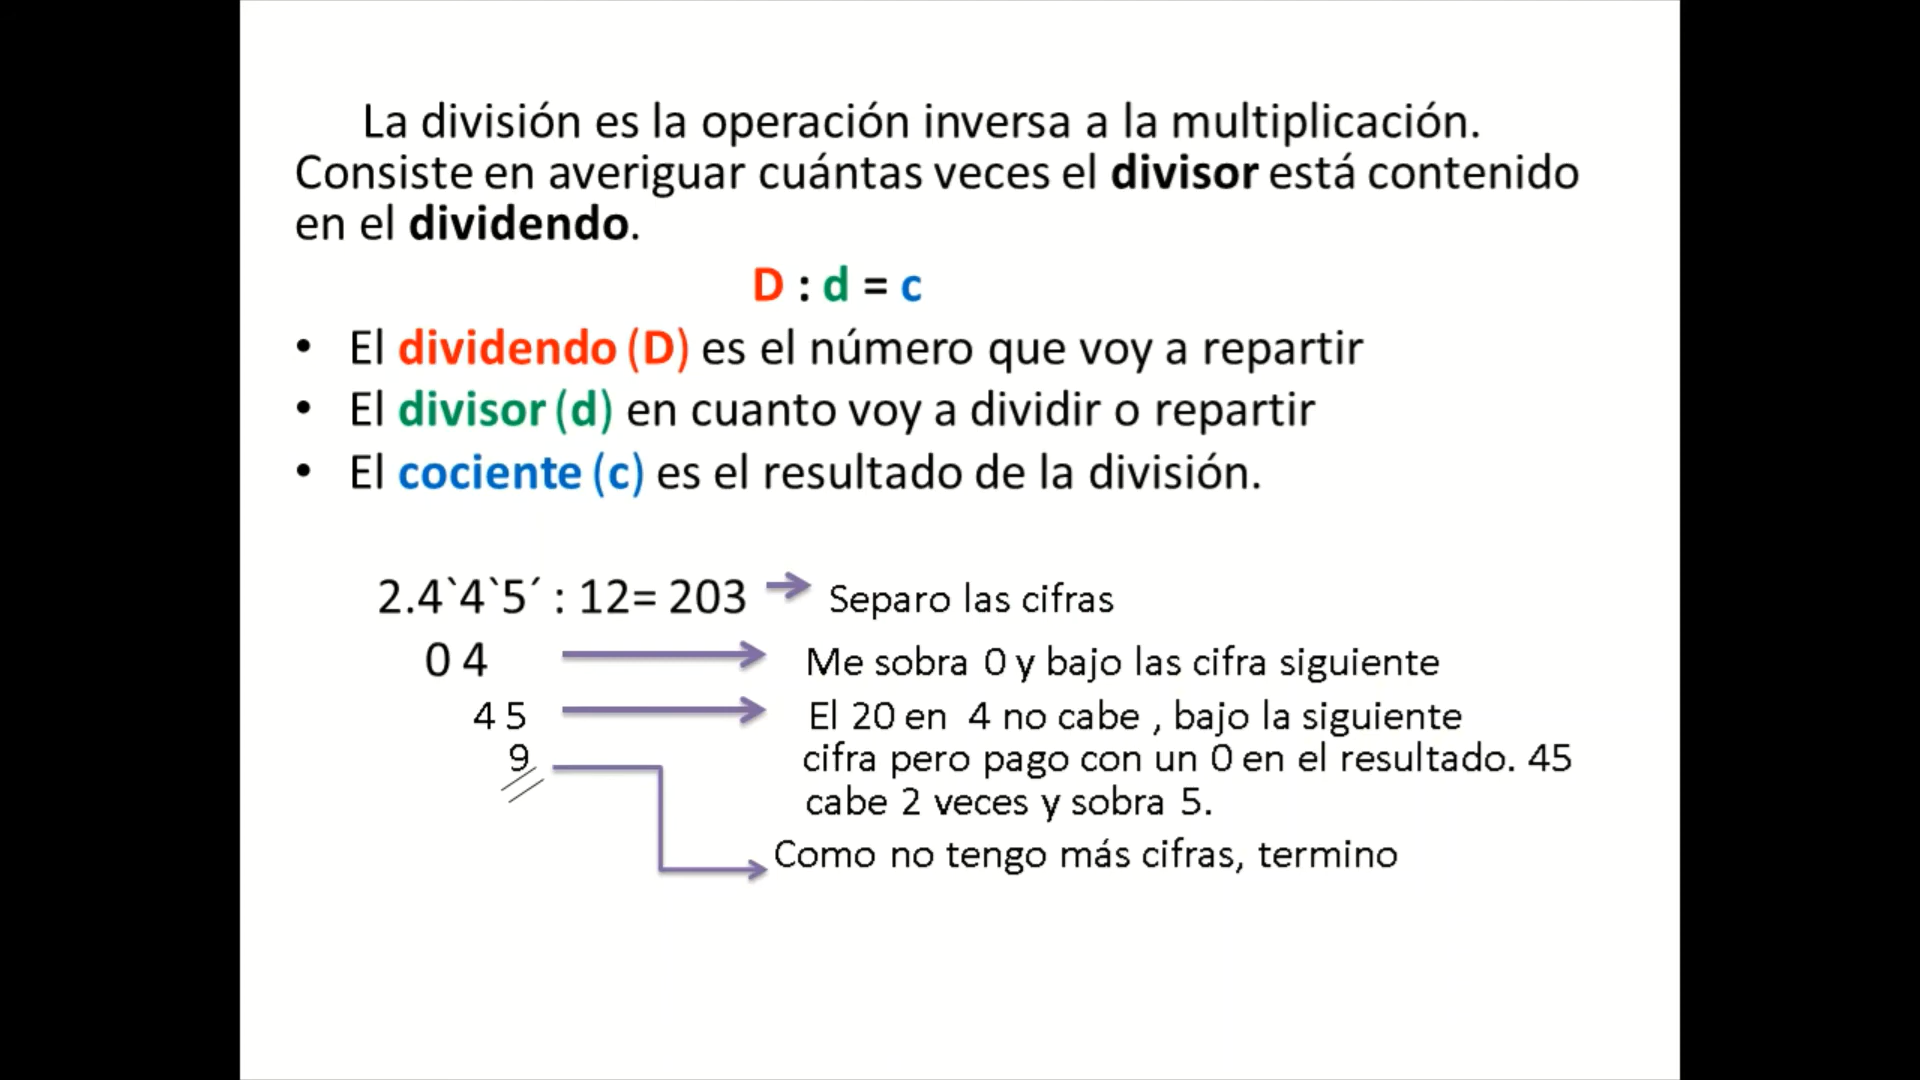 La división es la operación inversa a la multiplicación.
Consiste en averiguar cuántas veces el divisor está contenido
en el dividendo.
D : d = c
• El dividendo (D) es el número que voy a repartir
• El divisor (d) en cuanto voy a dividir o repartir
• El cociente (c) es el resultado de la división.
2.4`4`5´ : 12= 203
Separo las cifras
0 4
Me sobra 0 y bajo las cifra siguiente
4 5
El 20 en 4 no cabe , bajo la siguiente
9
cifra pero pago con un 0 en el resultado. 45
cabe 2 veces y sobra 5.
Como no tengo más cifras, termino